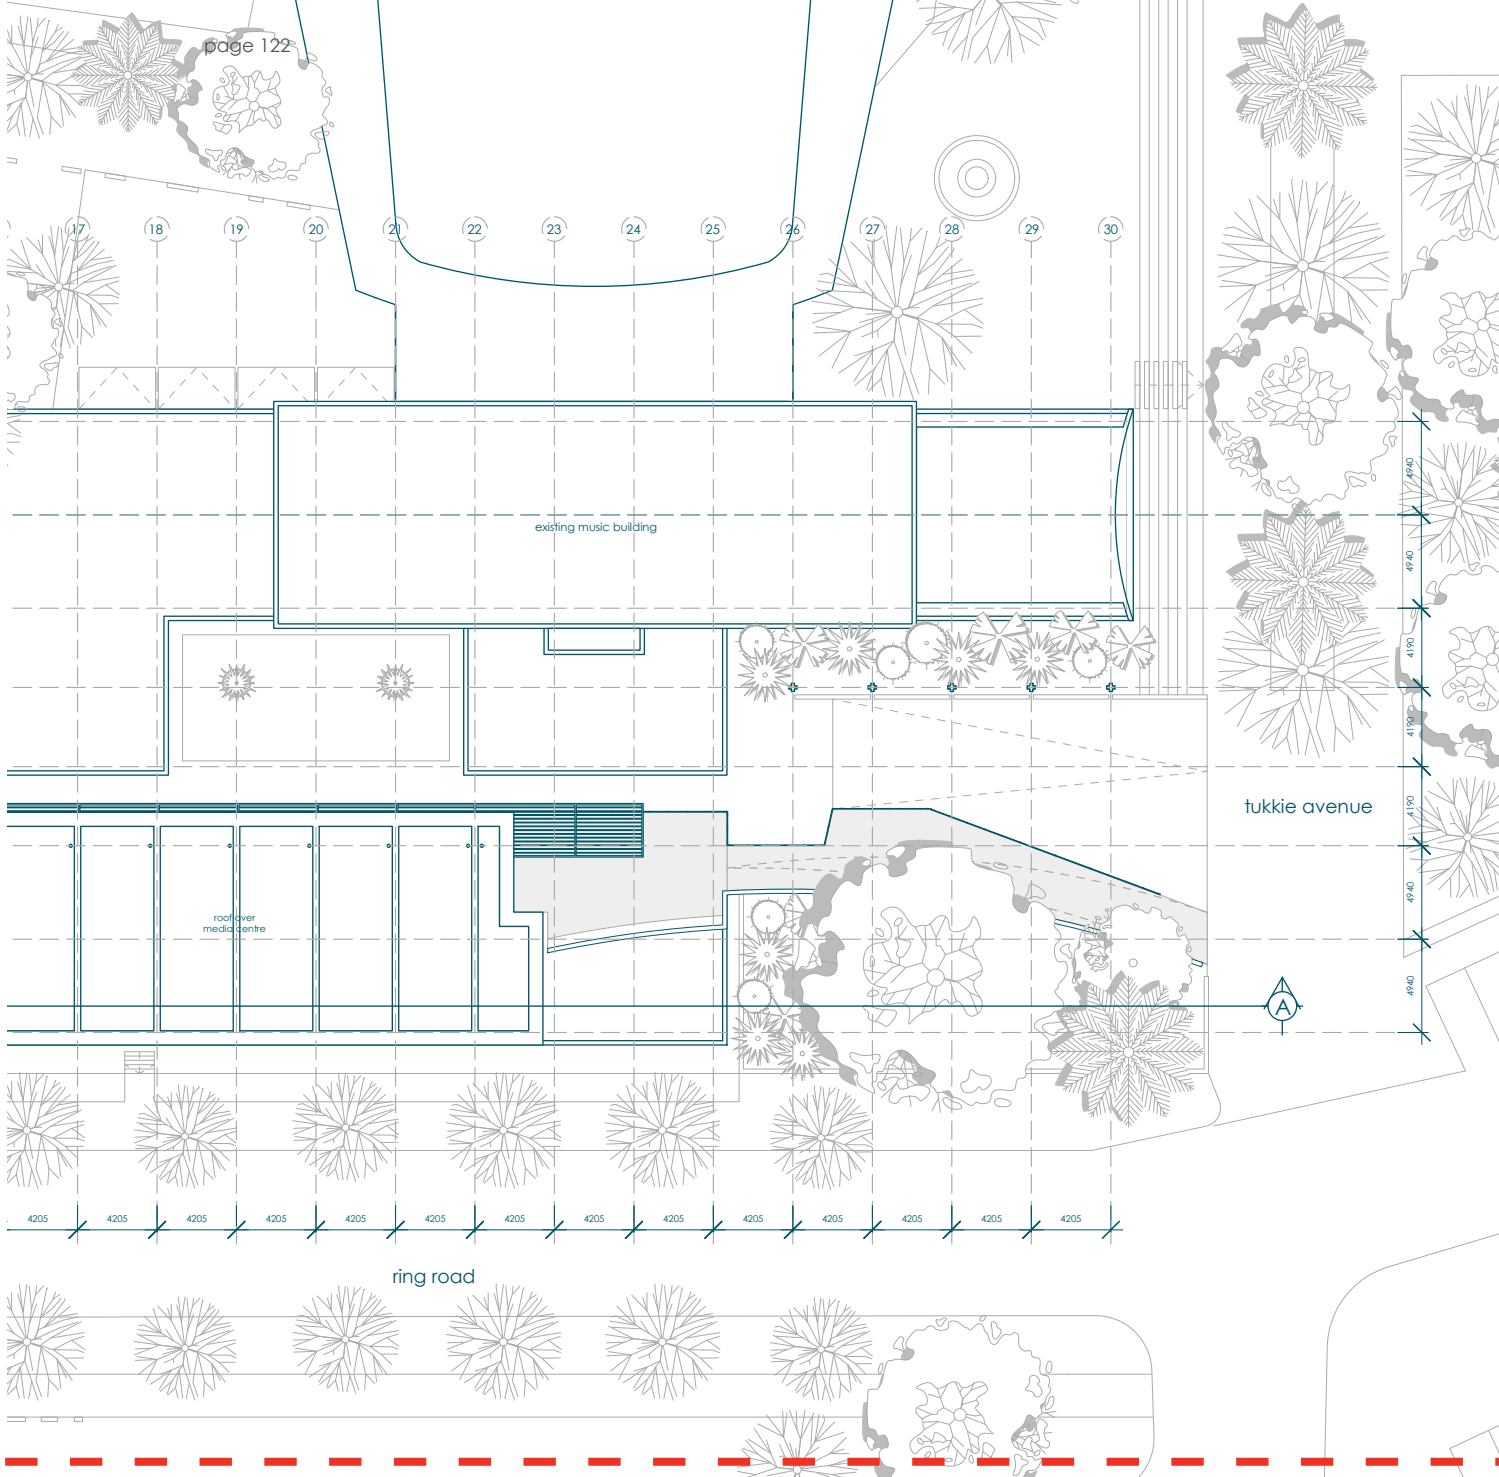 page 122
17 18 19 20 21 22 23 24 25 26 27 28 29 30
4940
existing music building
4940
4190
4190
tukkie avenue
4190
4940
roof over
media centre
4940
A
4205 4205 4205 4205 4205 4205 4205 4205 4205 4205 4205 4205 4205 4205
ring road